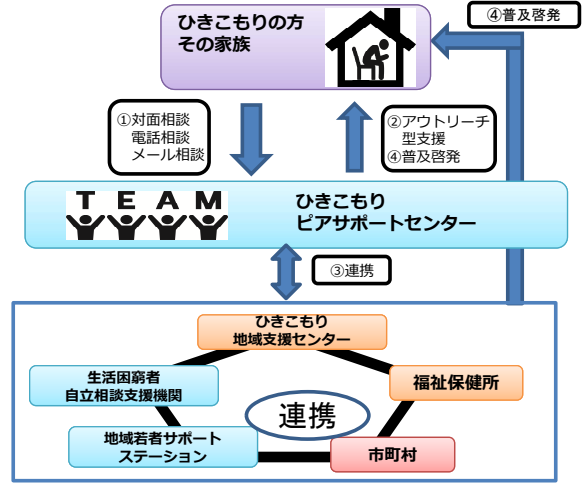 ④普及啓発
ひきこもりの方
その家族
①対面相談
電話相談
メール相談
②アウトリーチ
型支援
④普及啓発
TEAM
ひきこもり
ピアサポートセンター
③連携
ひきこもり
地域支援センター
生活困窮者
自立相談支援機関
福祉保健所
連携
地域若者サポート
ステーション
市町村